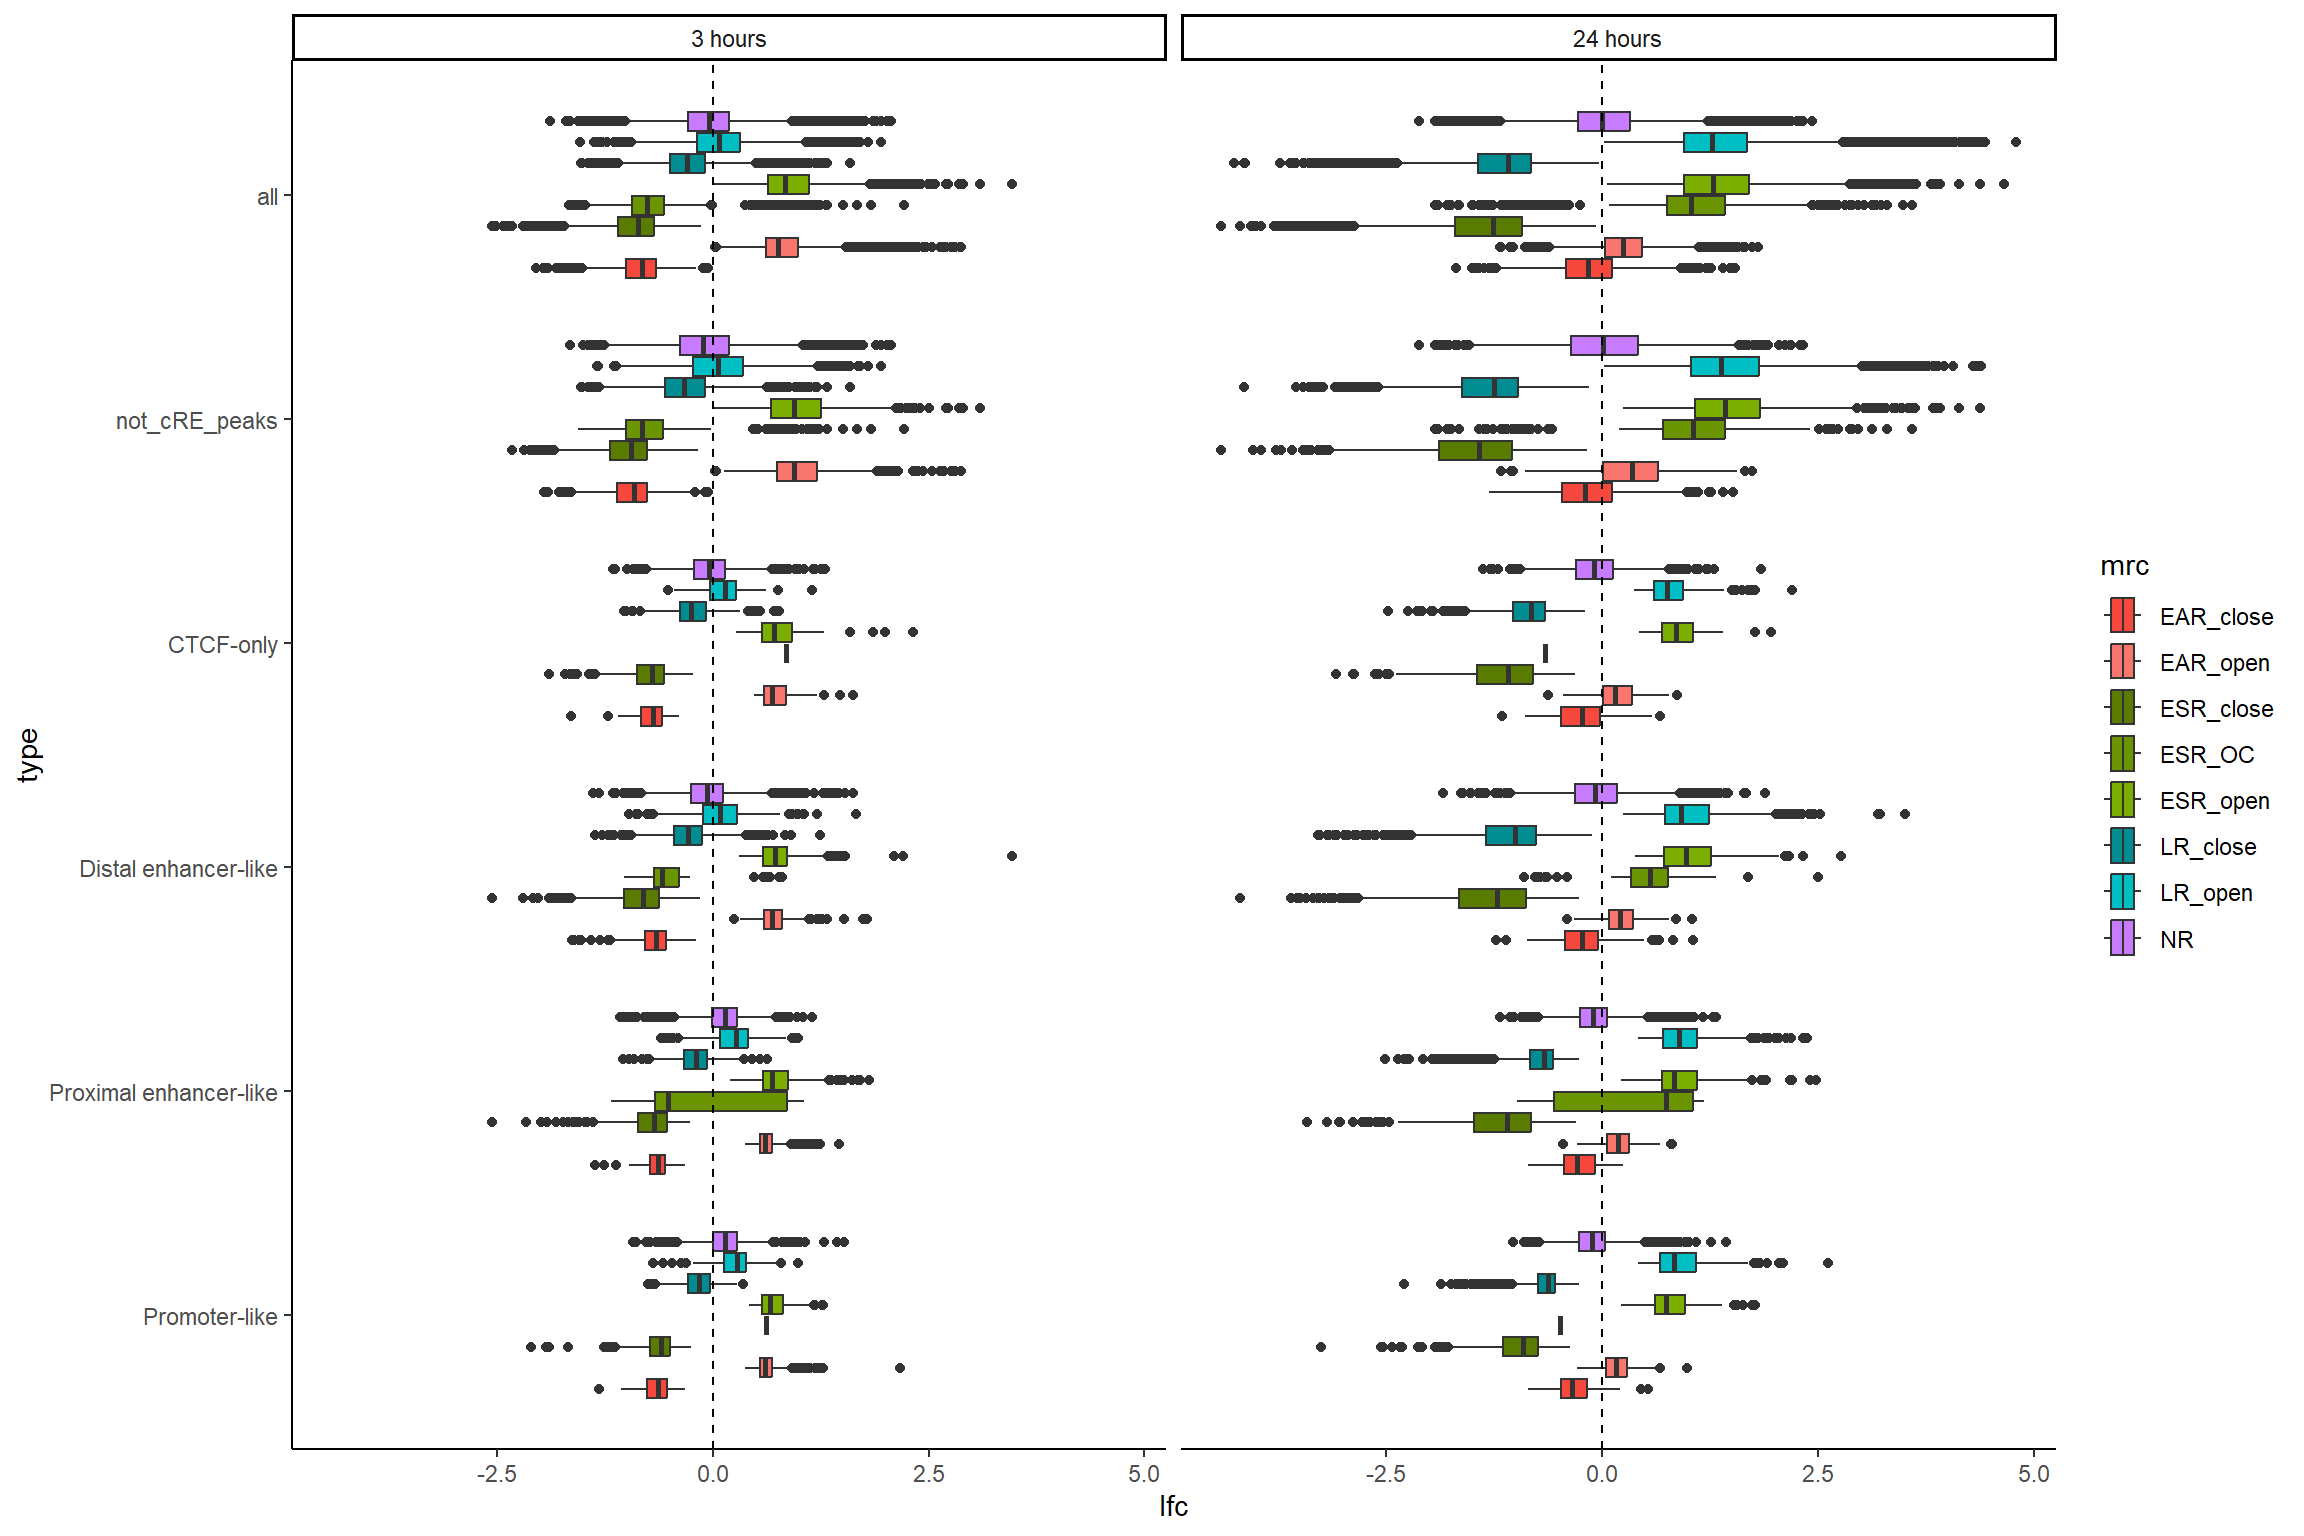 3 hours
24 hours
all
not_cRE_peaks
CTCF-only
Distal enhancer-like
Proximal enhancer-like
Promoter-like
type
-2.5
0.0
2.5
5.0
-2.5
0.0
2.5
5.0
lfc
mrc
EAR_close
EAR_open
ESR_close
ESR_OC
ESR_open
LR_close
LR_open
NR